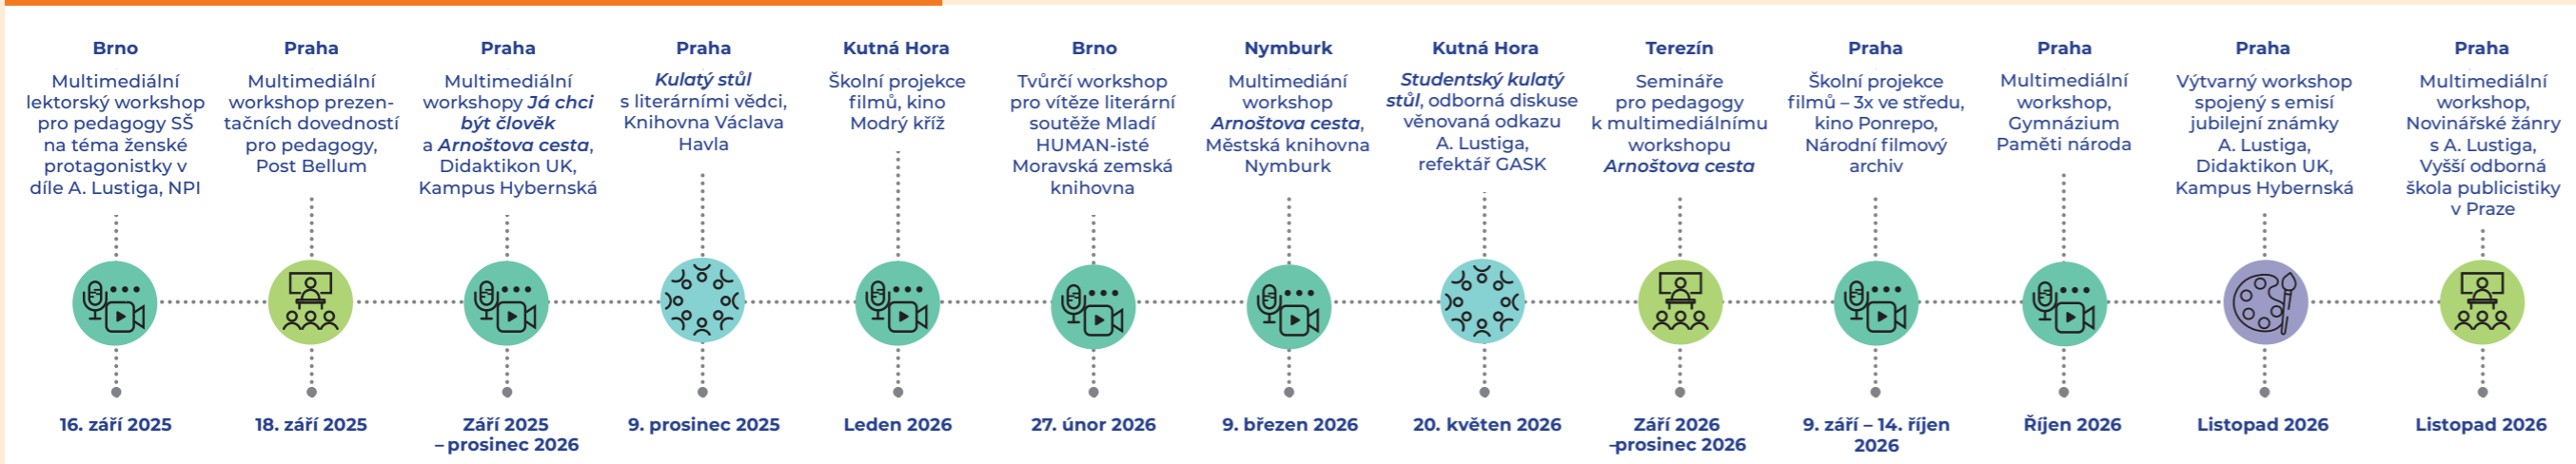 Brno
Multimediální
lektorský workshop
pro pedagogy SŠ
na téma ženské
protagonistky v
díle A. Lustiga, NPI
16. září 2025
Praha
Multimediální
workshop prezen-
tačních dovedností
pro pedagogy,
Post Bellum
18. září 2025
Praha
Multimediální
workshopy Já chci
být člověk
a Arnoštova cesta,
Didaktikon UK,
Kampus Hybernská
Září 2025
– prosinec 2026
Praha
Kulatý stůl
s literárními vědci,
Knihovna Václava
Havla
9. prosinec 2025
Kutná Hora
Školní projekce
filmů, kino
Modrý kříž
Leden 2026
Brno
Tvůrčí workshop
pro vítěze literární
soutěže Mladí
HUMAN-isté
Moravská zemská
knihovna
27. únor 2026
Nymburk
Multimediání
workshop
Arnoštova cesta,
Městská knihovna
Nymburk
9. březen 2026
Kutná Hora
Studentský kulatý
stůl, odborná diskuse
věnovaná odkazu
A. Lustiga,
refektář GASK
20. květen 2026
Terezín
Semináře
pro pedagogy
k multimediálnímu
workshopu
Arnoštova cesta
Září 2026
–prosinec 2026
Praha
Školní projekce
filmů – 3x ve středu,
kino Ponrepo,
Národní filmový
archiv
9. září – 14. říjen
2026
Praha
Multimediální
workshop,
Gymnázium
Paměti národa
Říjen 2026
Praha
Výtvarný workshop
spojený s emisí
jubilejní známky
A. Lustiga,
Didaktikon UK,
Kampus Hybernská
Listopad 2026
Praha
Multimediální
workshop,
Novinářské žánry
s A. Lustiga,
Vyšší odborná
škola publicistiky
v Praze
Listopad 2026